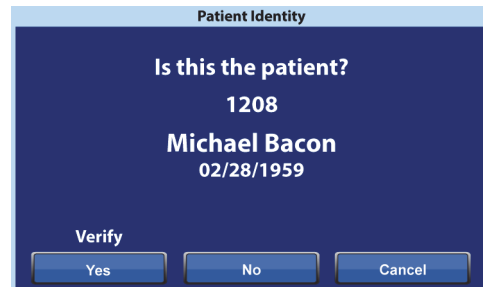 Patient Identity
Is this the patient?
1208
Michael Bacon
02/28/1959
Verify
Yes No Cancel